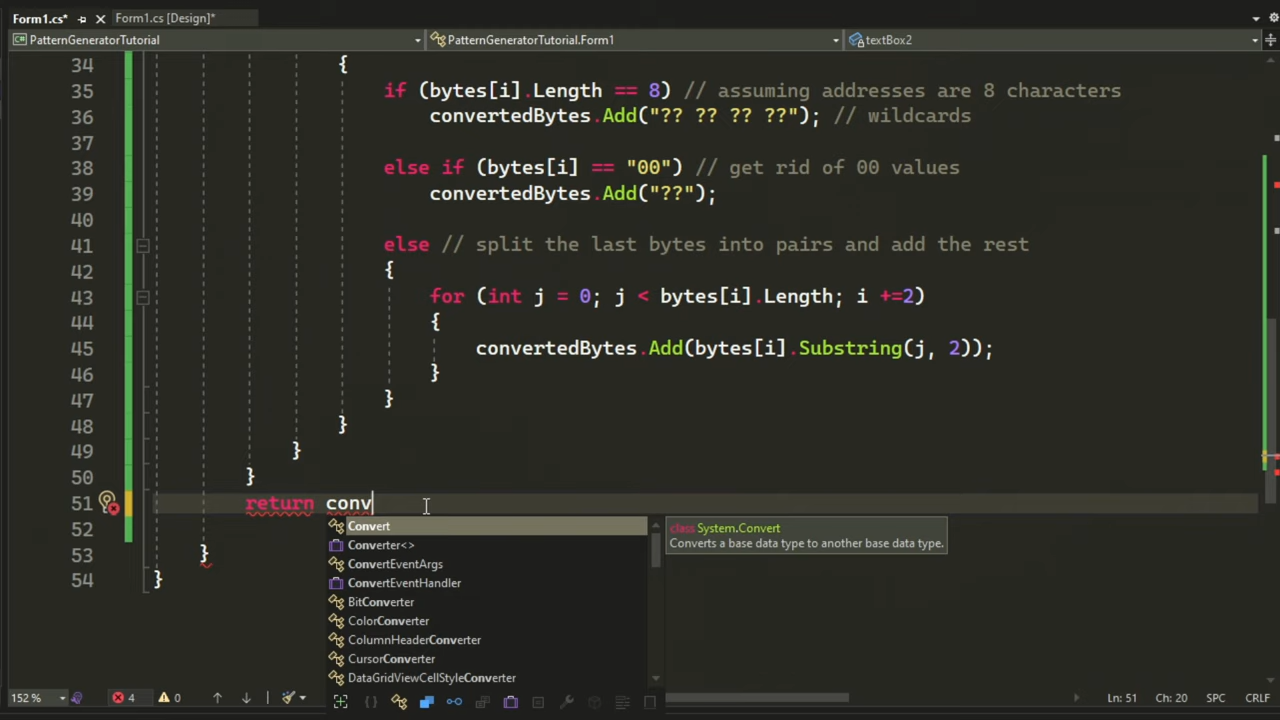 Form1.cs*
Form1.cs [Design]*
PatternGeneratorTutorial
PatternGeneratorTutorial.Form1
textBox2
34 {
35 if (bytes[i].Length == 8) // assuming addresses are 8 characters
36 convertedBytes.Add("?? ?? ?? ??"); // wildcards
37
38 else if (bytes[i] == "00") // get rid of 00 values
39 convertedBytes.Add("??");
40
41 else // split the last bytes into pairs and add the rest
42 {
43 for (int j = 0; j < bytes[i].Length; i +=2)
44 {
45 convertedBytes.Add(bytes[i].Substring(j, 2));
46 }
47 }
48 }
49 }
50 }
51 return conv
52
53 }
54 }
Convert
Converter<>
ConvertEventArgs
ConvertEventHandler
BitConverter
ColorConverter
ColumnHeaderConverter
CursorConverter
DataGridViewCellStyleConverter
class System.Convert
Converts a base data type to another base data type.
152 %
4
0
Ln: 51
Ch: 20
SPC
CRLF